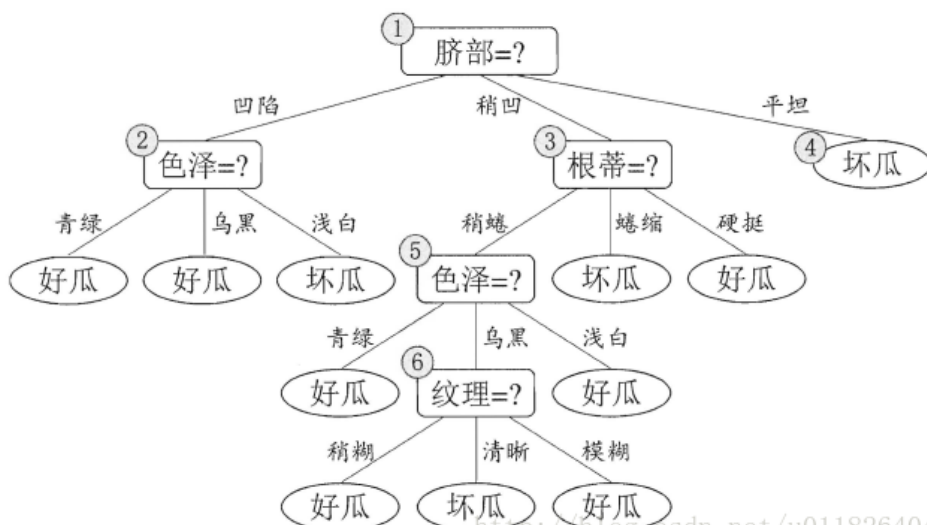 ① 脐部=?
凹陷 稍凹 平坦
② 色泽=? ③ 根蒂=? ④ 坏瓜
青绿 乌黑 浅白 稍蜷 蜷缩 硬挺
好瓜 好瓜 坏瓜 ⑤ 色泽=? 坏瓜 好瓜
青绿 乌黑 浅白
好瓜 ⑥ 纹理=? 好瓜
稍糊 清晰 模糊
好瓜 坏瓜 好瓜